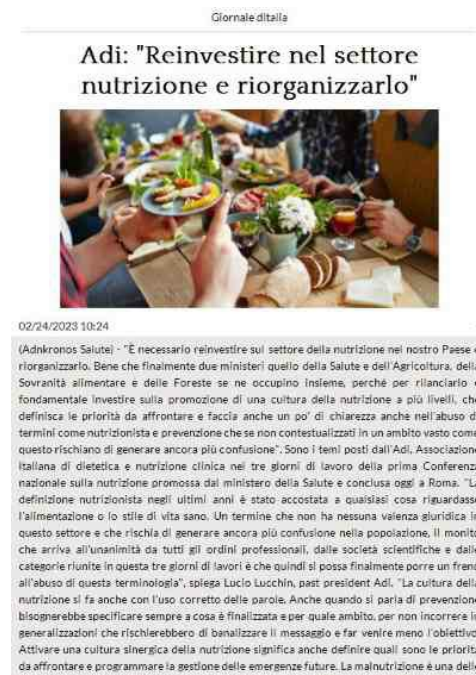 Giornale ditalia
Adi: "Reinvestire nel settore
nutrizione e riorganizzarlo"
02/24/2023 10:24
(Adnkronos Salute) - "È necessario reinvestire sul settore della nutrizione nel nostro Paese e
riorganizzarlo. Bene che finalmente due ministeri quello della Salute e dell'Agricoltura, della
Sovranità alimentare e delle Foreste se ne occupino insieme, perché per rilanciarlo è
fondamentale investire sulla promozione di una cultura della nutrizione a più livelli, che
definisca le priorità da affrontare e faccia anche un po' di chiarezza anche nell'abuso di
termini come nutrizionista e prevenzione che se non contestualizzati in un ambito vasto come
questo rischiano di generare ancora più confusione". Sono i temi posti dall'Adi, Associazione
italiana di dietetica e nutrizione clinica nei tre giorni di lavoro della prima Conferenza
nazionale sulla nutrizione promossa dal ministero della Salute e conclusa oggi a Roma. "La
definizione nutrizionista negli ultimi anni è stato accostata a qualsiasi cosa riguardasse
l'alimentazione o lo stile di vita sano. Un termine che non ha nessuna valenza giuridica in
questo settore e che rischia di generare ancora più confusione nella popolazione, il monito
che arriva all'unanimità da tutti gli ordini professionali, dalle società scientifiche e dalle
categorie riunite in questa tre giorni di lavori è che quindi si possa finalmente porre un freno
all'abuso di questa terminologia", spiega Lucio Lucchin, past president Adi. "La cultura della
nutrizione si fa anche con l'uso corretto delle parole. Anche quando si parla di prevenzione
bisognerebbe specificare sempre a cosa è finalizzata e per quale ambito, per non incorrere in
generalizzazioni che rischierebbero di banalizzare il messaggio e far venire meno l'obiettivo.
Attivare una cultura sinergica della nutrizione significa anche definire quali sono le priorità
da affrontare e programmare la gestione delle emergenze future. La malnutrizione è una delle